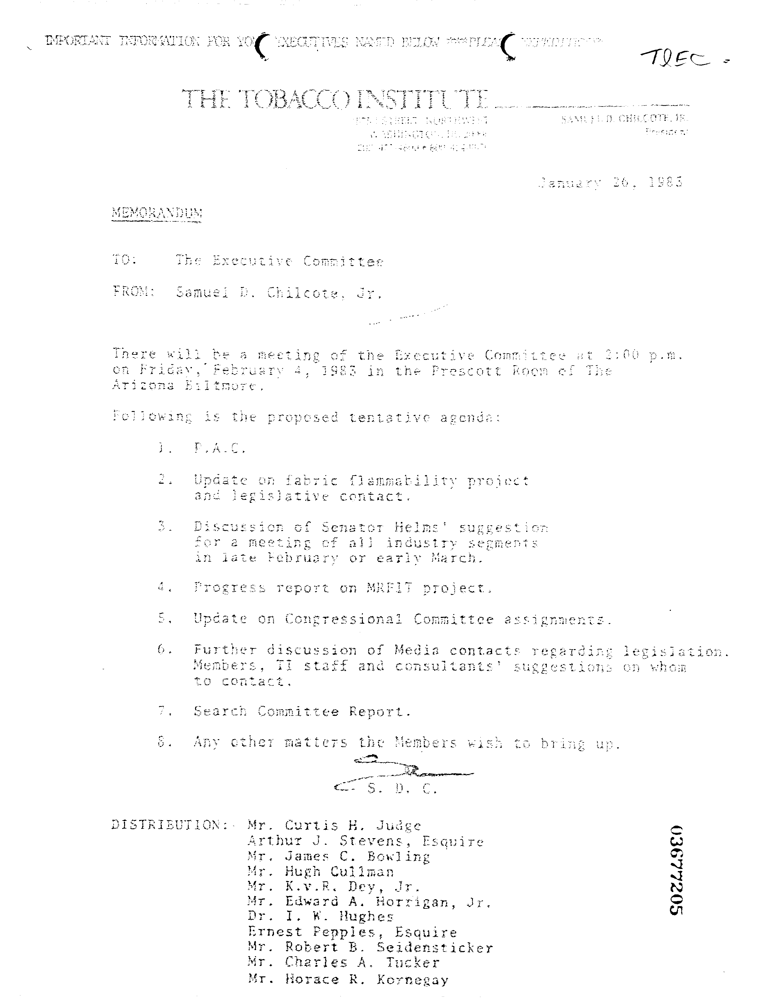 IMPORTANT INFORMATION FOR YOUR EXECUTIVES NAMED BELOW ***PLEASE EXPEDITE***
TIEC -
THE TOBACCO INSTITUTE
1875 I STREET, NORTHWEST
WASHINGTON, DC 20006
SAMUEL D. CHILCOTE, JR.
President
January 26, 1983
MEMORANDUM
TO: The Executive Committee
FROM: Samuel D. Chilcote, Jr.
There will be a meeting of the Executive Committee at 2:00 p.m.
on Friday, February 4, 1983 in the Prescott Room of The
Arizona Biltmore.
Following is the proposed tentative agenda:
1. P.A.C.
2. Update on fabric flammability project
and legislative contact.
3. Discussion of Senator Helms' suggestion
for a meeting of all industry segments
in late February or early March.
4. Progress report on MRFIT project.
5. Update on Congressional Committee assignments.
6. Further discussion of Media contacts regarding legislation.
Members, TI staff and consultants' suggestions on whom
to contact.
7. Search Committee Report.
8. Any other matters the Members wish to bring up.
S. D. C.
DISTRIBUTION: Mr. Curtis H. Judge
Arthur J. Stevens, Esquire
Mr. James C. Bowling
Mr. Hugh Cullman
Mr. K.v.R. Dey, Jr.
Mr. Edward A. Horrigan, Jr.
Dr. I. W. Hughes
Ernest Pepples, Esquire
Mr. Robert B. Seidensticker
Mr. Charles A. Tucker
Mr. Horace R. Kornegay
03677205